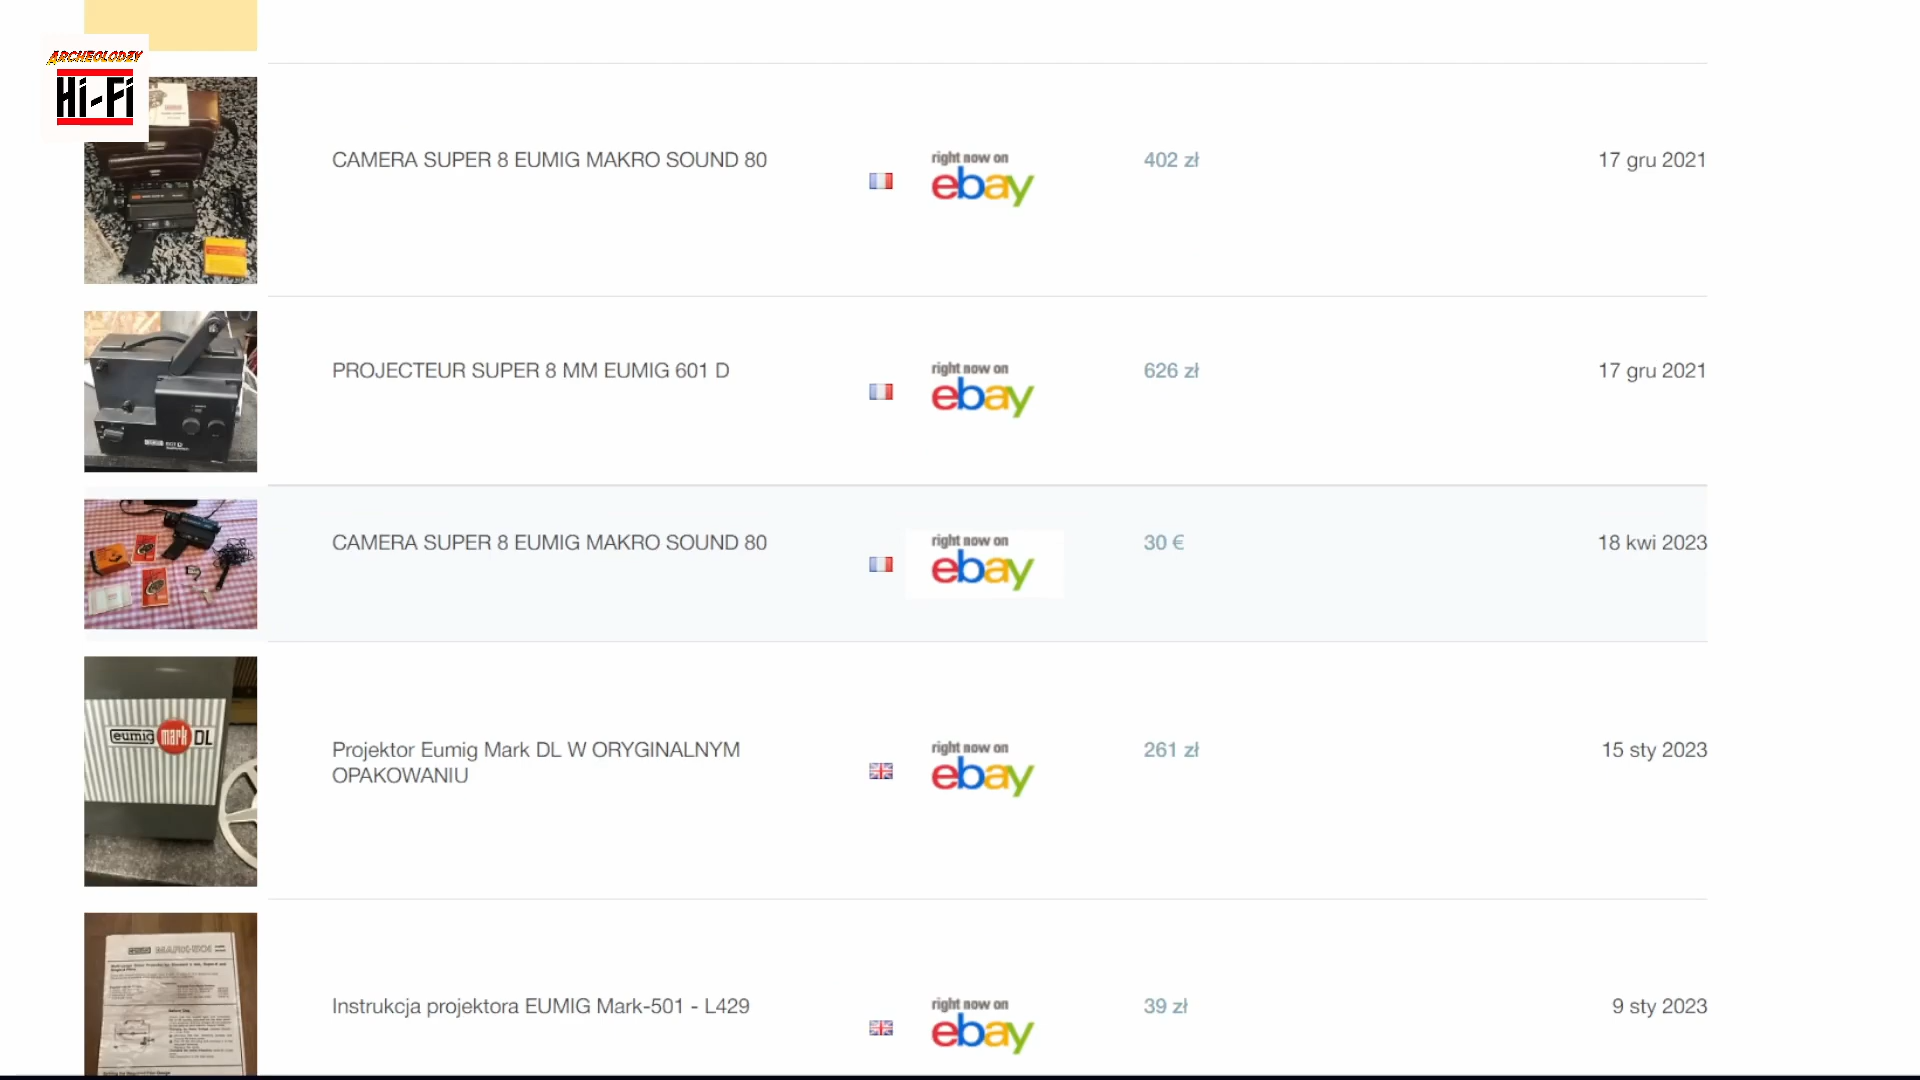 ARCHEOLODZY
Hi-Fi
CAMERA SUPER 8 EUMIG MAKRO SOUND 80
right now on
ebay
402 zł
17 gru 2021
PROJECTEUR SUPER 8 MM EUMIG 601 D
right now on
ebay
626 zł
17 gru 2021
CAMERA SUPER 8 EUMIG MAKRO SOUND 80
right now on
ebay
30 €
18 kwi 2023
eumig mark DL
Projektor Eumig Mark DL W ORYGINALNYM
OPAKOWANIU
right now on
ebay
261 zł
15 sty 2023
Instrukcja projektora EUMIG Mark-501 - L429
right now on
ebay
39 zł
9 sty 2023